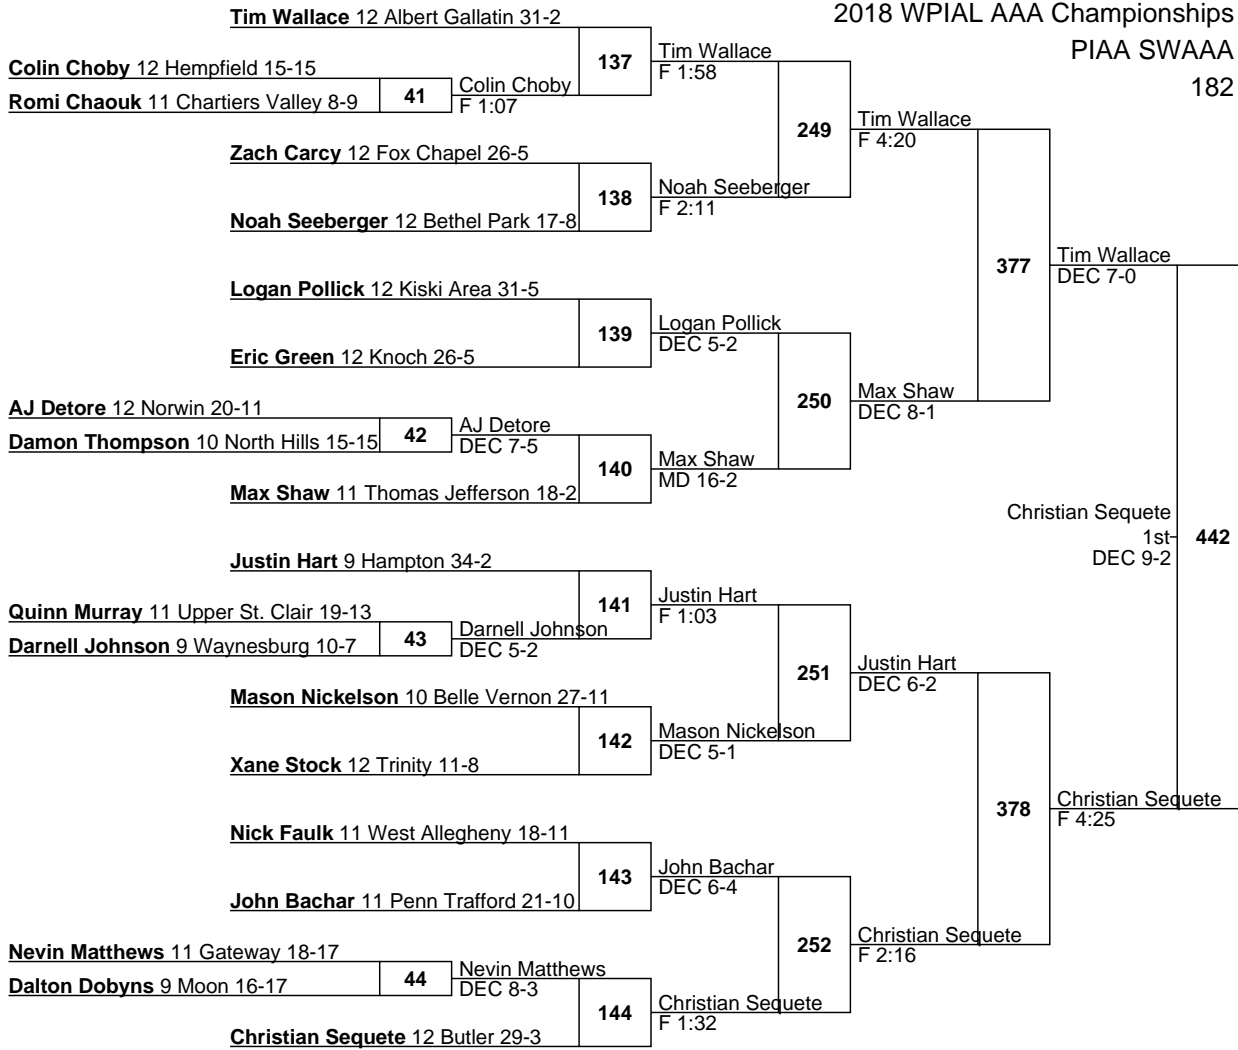 2018 WPIAL AAA Championships
PIAA SWAAA
182
Tim Wallace 12 Albert Gallatin 31-2
137
Tim Wallace
F 1:58
Colin Choby 12 Hempfield 15-15
Romi Chaouk 11 Chartiers Valley 8-9
41
Colin Choby
F 1:07
249
Tim Wallace
F 4:20
Zach Carcy 12 Fox Chapel 26-5
138
Noah Seeberger
F 2:11
Noah Seeberger 12 Bethel Park 17-8
377
Tim Wallace
DEC 7-0
Logan Pollick 12 Kiski Area 31-5
139
Logan Pollick
DEC 5-2
Eric Green 12 Knoch 26-5
250
Max Shaw
DEC 8-1
AJ Detore 12 Norwin 20-11
Damon Thompson 10 North Hills 15-15
42
AJ Detore
DEC 7-5
140
Max Shaw
MD 16-2
Max Shaw 11 Thomas Jefferson 18-2
Christian Sequete
1st
DEC 9-2
442
Justin Hart 9 Hampton 34-2
141
Justin Hart
F 1:03
Quinn Murray 11 Upper St. Clair 19-13
Darnell Johnson 9 Waynesburg 10-7
43
Darnell Johnson
DEC 5-2
251
Justin Hart
DEC 6-2
Mason Nickelson 10 Belle Vernon 27-11
142
Mason Nickelson
DEC 5-1
Xane Stock 12 Trinity 11-8
378
Christian Sequete
F 4:25
Nick Faulk 11 West Allegheny 18-11
143
John Bachar
DEC 6-4
John Bachar 11 Penn Trafford 21-10
252
Christian Sequete
F 2:16
Nevin Matthews 11 Gateway 18-17
Dalton Dobyns 9 Moon 16-17
44
Nevin Matthews
DEC 8-3
144
Christian Sequete
F 1:32
Christian Sequete 12 Butler 29-3